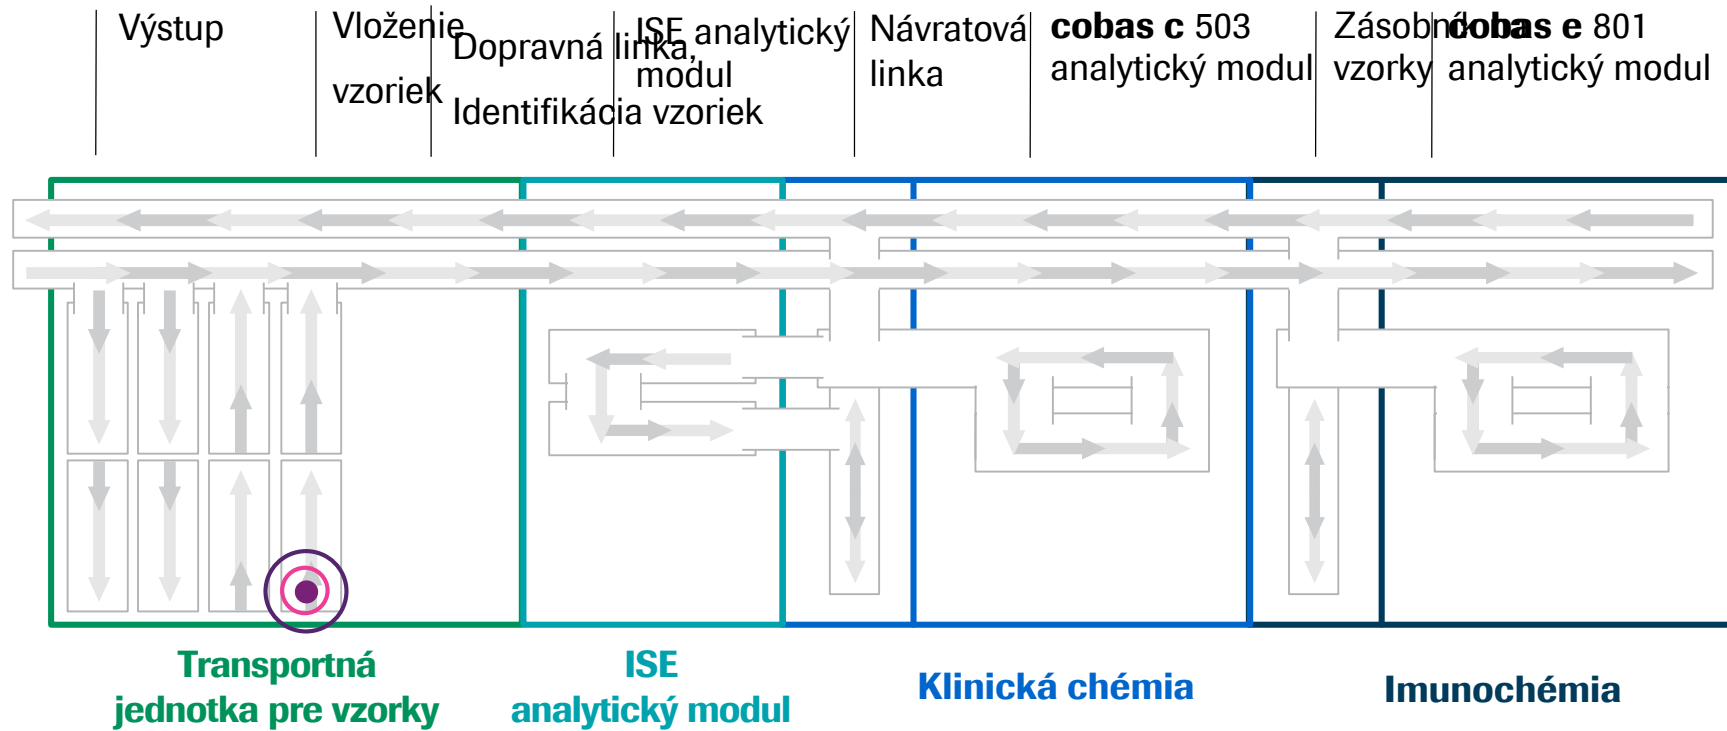 Výstup
Vloženie
vzoriek
Dopravná linka,
Identifikácia vzoriek
ISE analytický
modul
Návratová
linka
cobas c 503
analytický modul
Zásobník na
vzorky
cobas e 801
analytický modul
Transportná
jednotka pre vzorky
ISE
analytický modul
Klinická chémia
Imunochémia